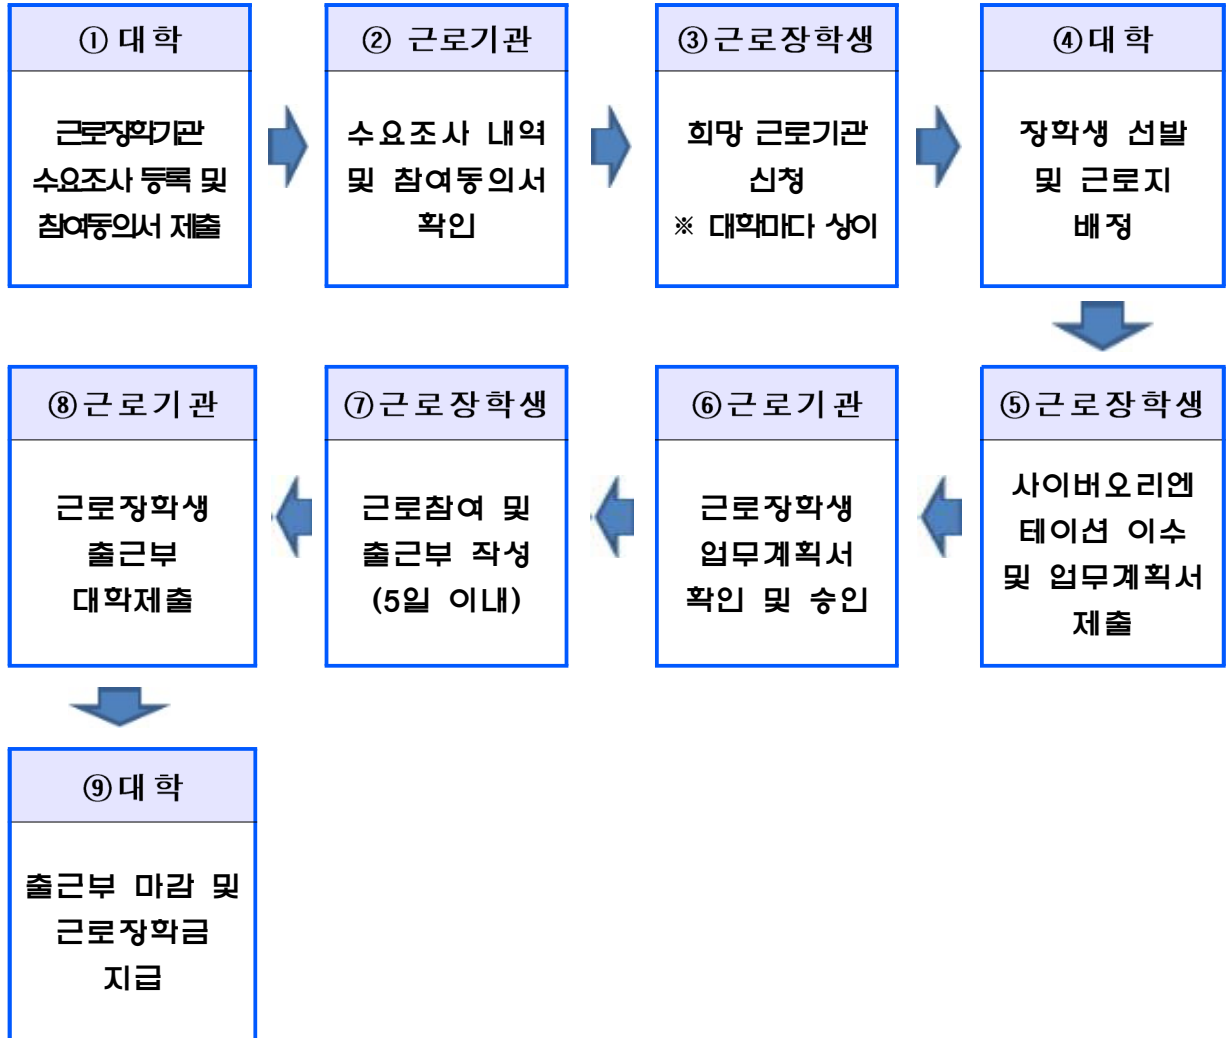 ① 대 학
근로장학기관
수요조사 등록 및
참여동의서 제출
② 근로기관
수요조사 내역
및 참여동의서
확인
③근로장학생
희망 근로기관
신청
※ 대학마다 상이
④대 학
장학생 선발
및 근로지
배정
⑤근로장학생
사이버오리엔
테이션 이수
및 업무계획서
제출
⑥근로기관
근로장학생
업무계획서
확인 및 승인
⑦근로장학생
근로참여 및
출근부 작성
(5일 이내)
⑧근로기관
근로장학생
출근부
대학제출
⑨대 학
출근부 마감 및
근로장학금
지급